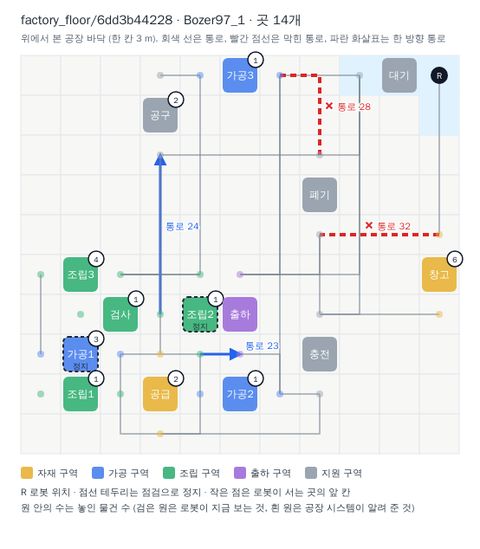 factory_floor/6dd3b44228 · Bozer97_1 · 곳 14개
위에서 본 공장 바닥 (한 칸 3 m). 회색 선은 통로, 빨간 점선은 막힌 통로, 파란 화살표는 한 방향 통로
1
가공3
대기
R
2
공구
✕ 통로 28
폐기
통로 24
✕ 통로 32
4
조립3
6
창고
1
검사
1
조립2
정지
출하
3
가공1
정지
통로 23
충전
1
조립1
2
공급
1
가공2
자재 구역
가공 구역
조립 구역
출하 구역
지원 구역
R 로봇 위치 · 점선 테두리는 점검으로 정지 · 작은 점은 로봇이 서는 곳의 앞 칸
원 안의 수는 놓인 물건 수 (검은 원은 로봇이 지금 보는 것, 흰 원은 공장 시스템이 알려 준 것)